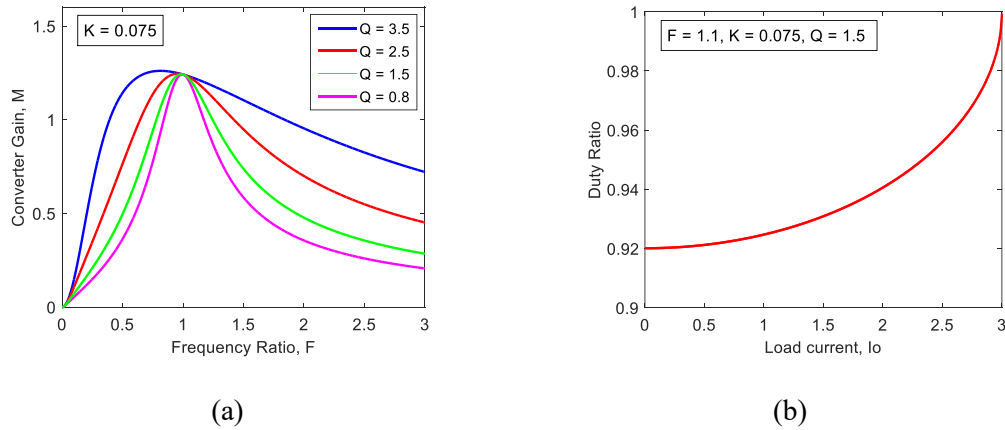 K = 0.075
Q = 3.5
Q = 2.5
Q = 1.5
Q = 0.8
1.5
1
0.5
0
0 0.5 1 1.5 2 2.5 3
Converter Gain, M
Frequency Ratio, F
(a)
F = 1.1, K = 0.075, Q = 1.5
1
0.98
0.96
0.94
0.92
0.9
0 0.5 1 1.5 2 2.5 3
Duty Ratio
Load current, Io
(b)